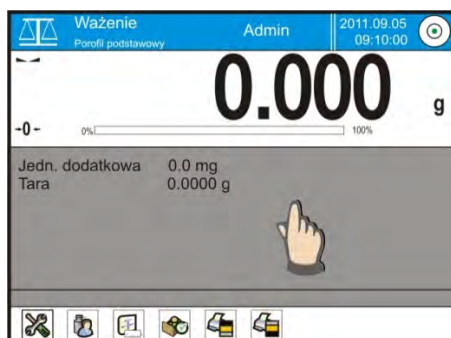 Ważenie
Porofil podstawowy
Admin
2011.09.05
09:10:00
0.000 g
-0-
0% 100%
Jedn. dodatkowa 0.0 mg
Tara 0.0000 g